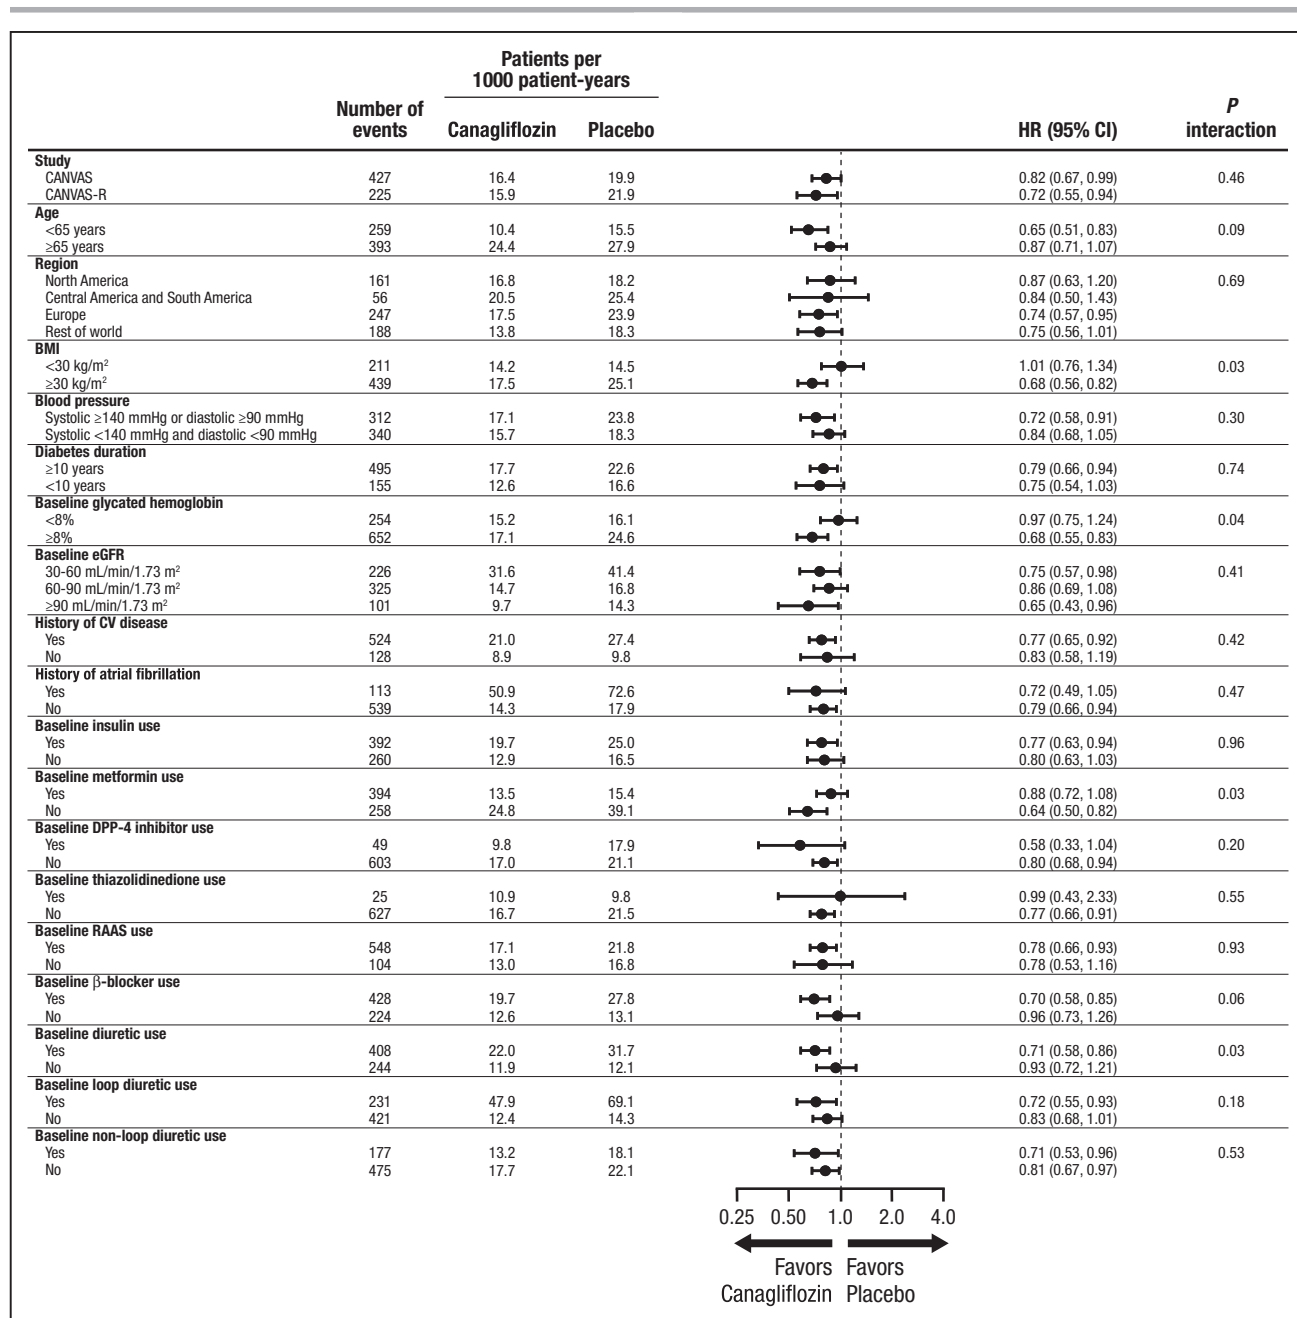 Patients per
1000 patient-years
Number of events Canagliflozin Placebo HR (95% CI) P interaction
Study
CANVAS 427 16.4 19.9 0.82 (0.67, 0.99) 0.46
CANVAS-R 225 15.9 21.9 0.72 (0.55, 0.94)
Age
<65 years 259 10.4 15.5 0.65 (0.51, 0.83) 0.09
≥65 years 393 24.4 27.9 0.87 (0.71, 1.07)
Region
North America 161 16.8 18.2 0.87 (0.63, 1.20) 0.69
Central America and South America 56 20.5 25.4 0.84 (0.50, 1.43)
Europe 247 17.5 23.9 0.74 (0.57, 0.95)
Rest of world 188 13.8 18.3 0.75 (0.56, 1.01)
BMI
<30 kg/m² 211 14.2 14.5 1.01 (0.76, 1.34) 0.03
≥30 kg/m² 439 17.5 25.1 0.68 (0.56, 0.82)
Blood pressure
Systolic ≥140 mmHg or diastolic ≥90 mmHg 312 17.1 23.8 0.72 (0.58, 0.91) 0.30
Systolic <140 mmHg and diastolic <90 mmHg 340 15.7 18.3 0.84 (0.68, 1.05)
Diabetes duration
≥10 years 495 17.7 22.6 0.79 (0.66, 0.94) 0.74
<10 years 155 12.6 16.6 0.75 (0.54, 1.03)
Baseline glycated hemoglobin
<8% 254 15.2 16.1 0.97 (0.75, 1.24) 0.04
≥8% 652 17.1 24.6 0.68 (0.55, 0.83)
Baseline eGFR
30-60 mL/min/1.73 m² 226 31.6 41.4 0.75 (0.57, 0.98) 0.41
60-90 mL/min/1.73 m² 325 14.7 16.8 0.86 (0.69, 1.08)
≥90 mL/min/1.73 m² 101 9.7 14.3 0.65 (0.43, 0.96)
History of CV disease
Yes 524 21.0 27.4 0.77 (0.65, 0.92) 0.42
No 128 8.9 9.8 0.83 (0.58, 1.19)
History of atrial fibrillation
Yes 113 50.9 72.6 0.72 (0.49, 1.05) 0.47
No 539 14.3 17.9 0.79 (0.66, 0.94)
Baseline insulin use
Yes 392 19.7 25.0 0.77 (0.63, 0.94) 0.96
No 260 12.9 16.5 0.80 (0.63, 1.03)
Baseline metformin use
Yes 394 13.5 15.4 0.88 (0.72, 1.08) 0.03
No 258 24.8 39.1 0.64 (0.50, 0.82)
Baseline DPP-4 inhibitor use
Yes 49 9.8 17.9 0.58 (0.33, 1.04) 0.20
No 603 17.0 21.1 0.80 (0.68, 0.94)
Baseline thiazolidinedione use
Yes 25 10.9 9.8 0.99 (0.43, 2.33) 0.55
No 627 16.7 21.5 0.77 (0.66, 0.91)
Baseline RAAS use
Yes 548 17.1 21.8 0.78 (0.66, 0.93) 0.93
No 104 13.0 16.8 0.78 (0.53, 1.16)
Baseline β-blocker use
Yes 428 19.7 27.8 0.70 (0.58, 0.85) 0.06
No 224 12.6 13.1 0.96 (0.73, 1.26)
Baseline diuretic use
Yes 408 22.0 31.7 0.71 (0.58, 0.86) 0.03
No 244 11.9 12.1 0.93 (0.72, 1.21)
Baseline loop diuretic use
Yes 231 47.9 69.1 0.72 (0.55, 0.93) 0.18
No 421 12.4 14.3 0.83 (0.68, 1.01)
Baseline non-loop diuretic use
Yes 177 13.2 18.1 0.71 (0.53, 0.96) 0.53
No 475 17.7 22.1 0.81 (0.67, 0.97)
0.25 0.50 1.0 2.0 4.0
Favors Favors
Canagliflozin Placebo